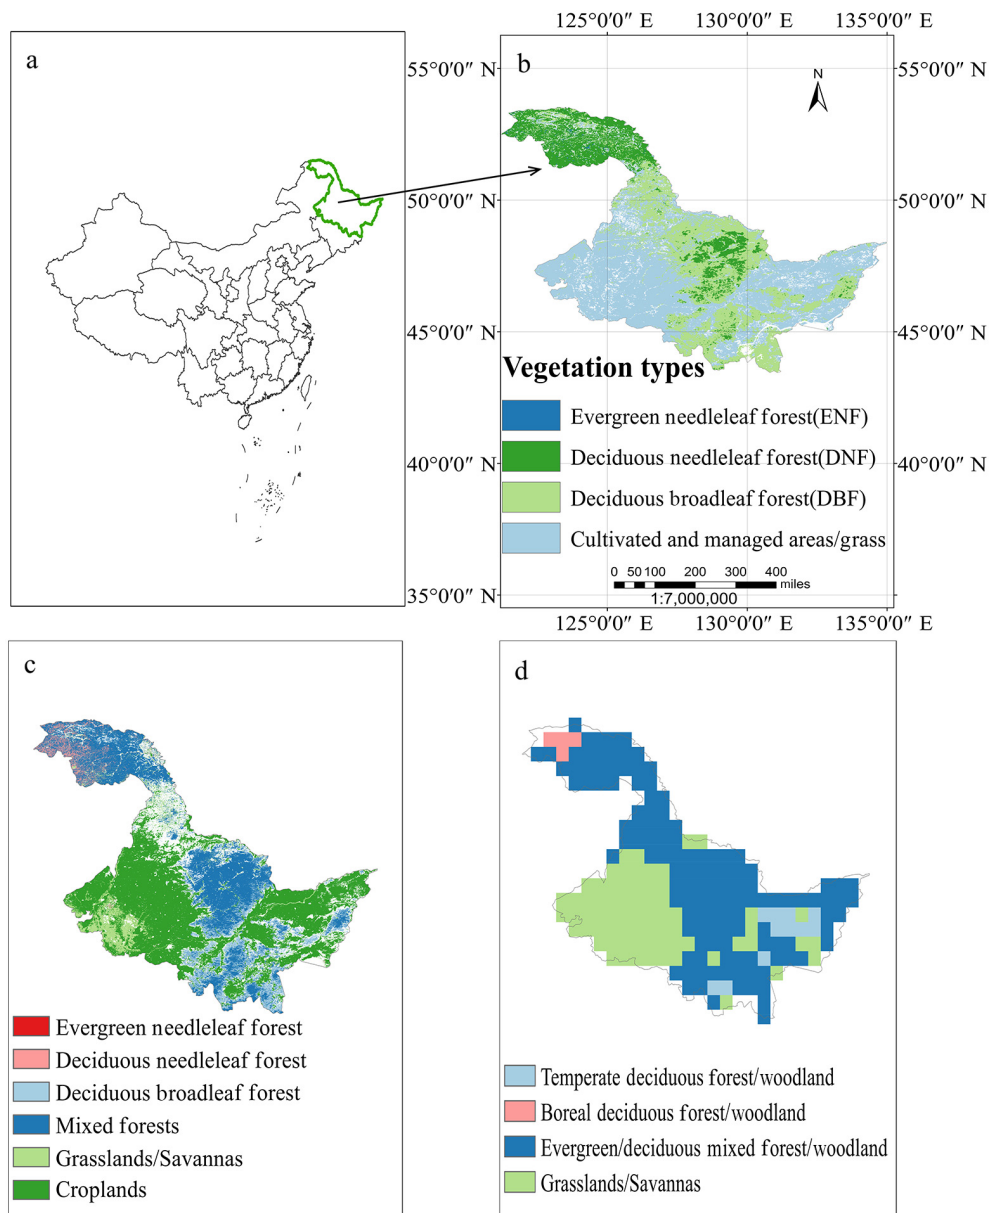 125°0′0″ E 130°0′0″ E 135°0′0″ E
a
b
N
55°0′0″ N 55°0′0″ N
50°0′0″ N 50°0′0″ N
45°0′0″ N 45°0′0″ N
40°0′0″ N 40°0′0″ N
35°0′0″ N 35°0′0″ N
Vegetation types
Evergreen needleleaf forest(ENF)
Deciduous needleleaf forest(DNF)
Deciduous broadleaf forest(DBF)
Cultivated and managed areas/grass
0 50 100 200 300 400 miles
1:7,000,000
125°0′0″ E 130°0′0″ E 135°0′0″ E
c
Evergreen needleleaf forest
Deciduous needleleaf forest
Deciduous broadleaf forest
Mixed forests
Grasslands/Savannas
Croplands
d
Temperate deciduous forest/woodland
Boreal deciduous forest/woodland
Evergreen/deciduous mixed forest/woodland
Grasslands/Savannas